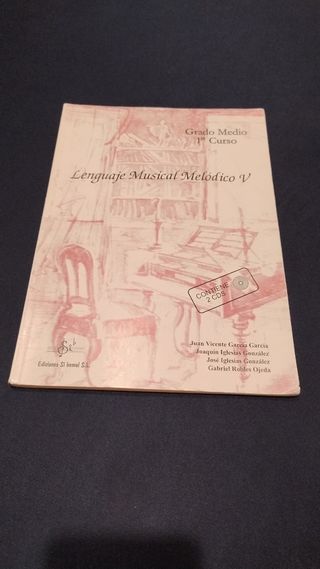 Grado Medio
1º Curso
Lenguaje Musical Melódico V
CONTIENE
2 CDS
Ediciones Si bemol S.L.
Juan Vicente García García
Joaquín Iglesias González
José Iglesias González
Gabriel Robles Ojeda